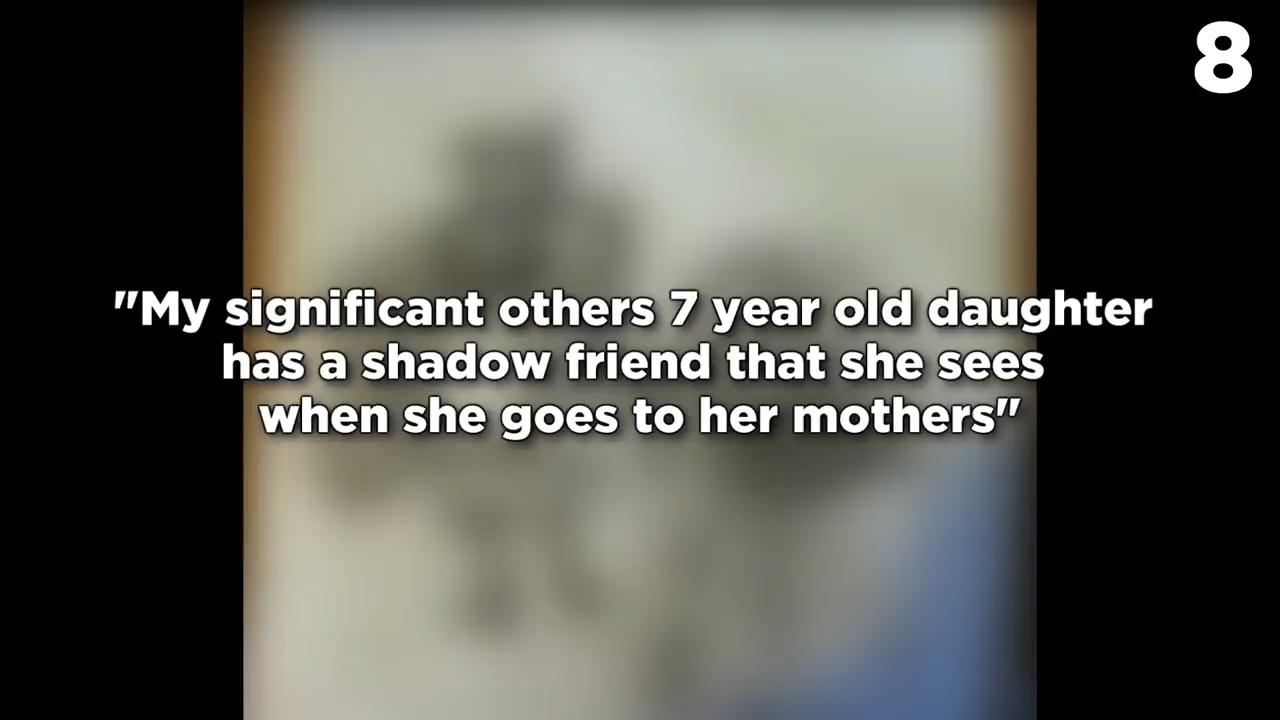 8
"My significant others 7 year old daughter
has a shadow friend that she sees
when she goes to her mothers"